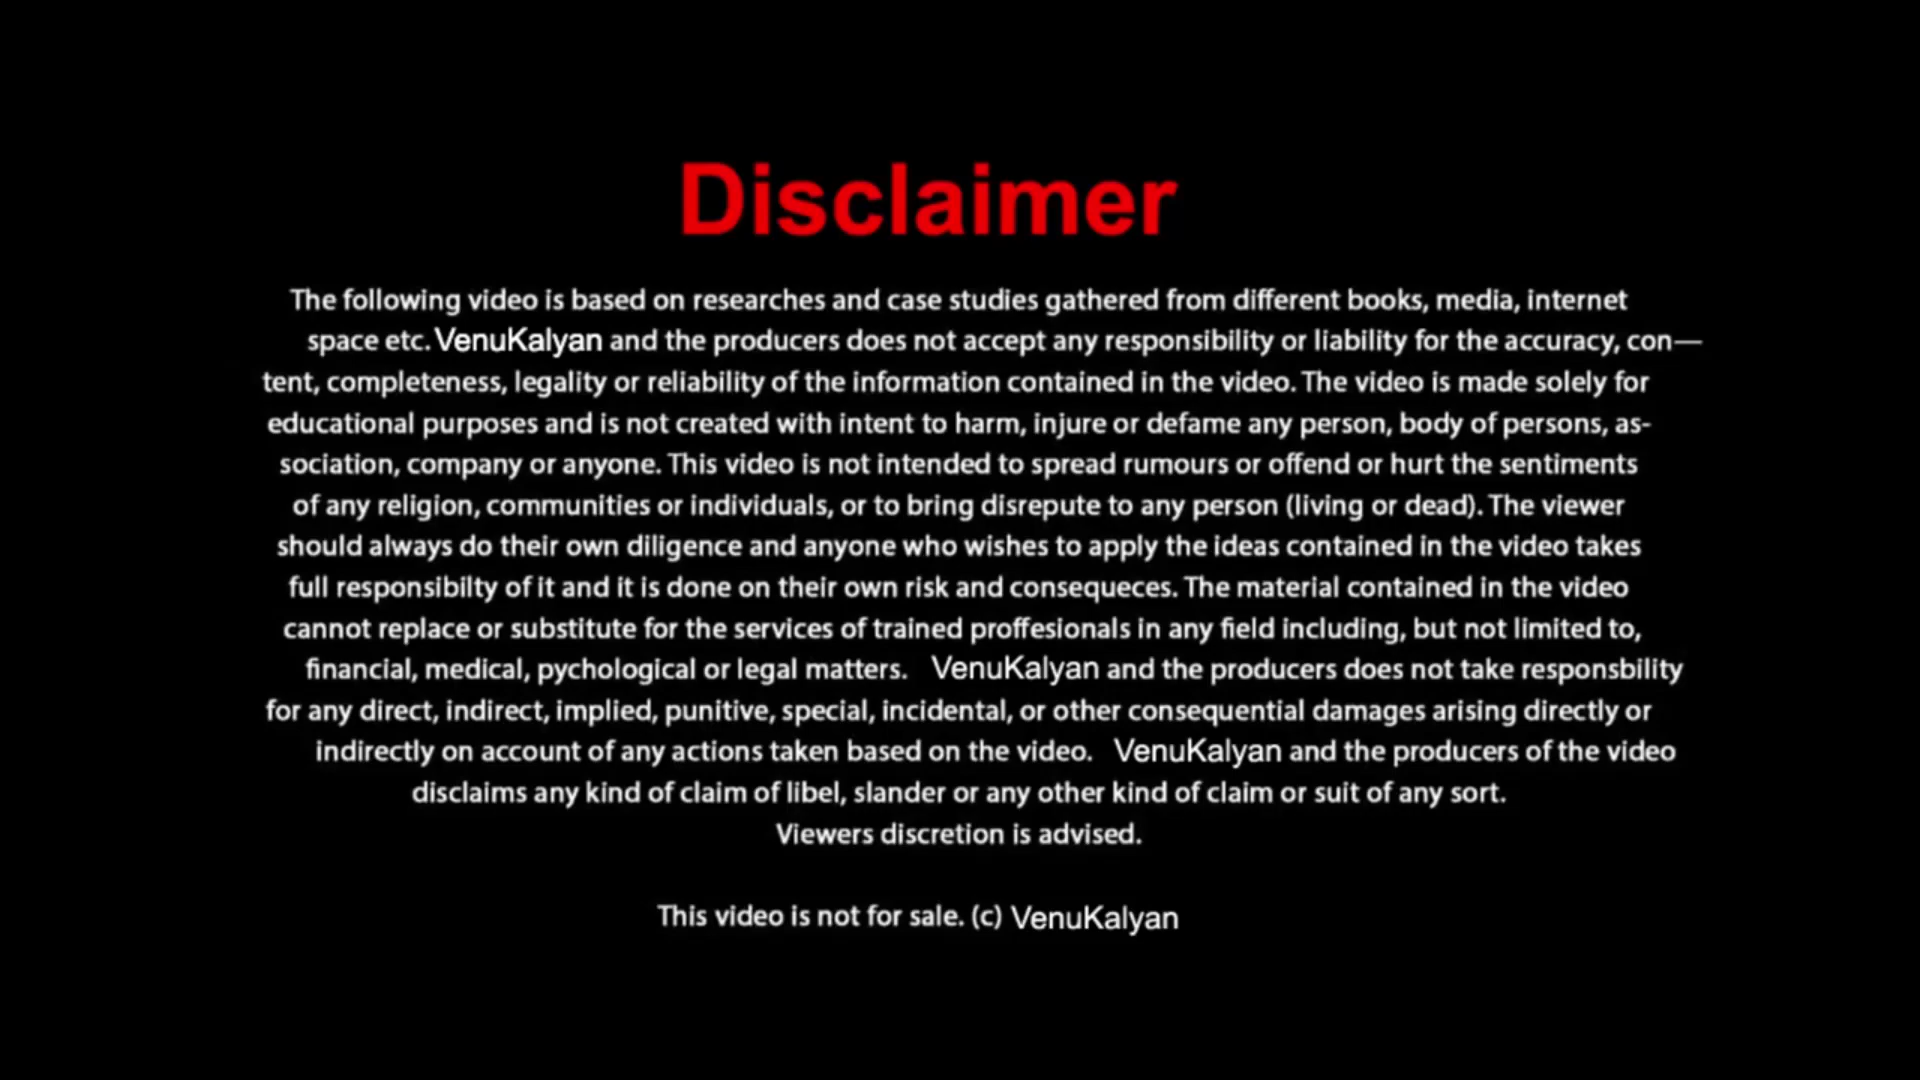 Disclaimer
The following video is based on researches and case studies gathered from different books, media, internet
space etc. VenuKalyan and the producers does not accept any responsibility or liability for the accuracy, con—
tent, completeness, legality or reliability of the information contained in the video. The video is made solely for
educational purposes and is not created with intent to harm, injure or defame any person, body of persons, as-
sociation, company or anyone. This video is not intended to spread rumours or offend or hurt the sentiments
of any religion, communities or individuals, or to bring disrepute to any person (living or dead). The viewer
should always do their own diligence and anyone who wishes to apply the ideas contained in the video takes
full responsibilty of it and it is done on their own risk and consequeces. The material contained in the video
cannot replace or substitute for the services of trained proffesionals in any field including, but not limited to,
financial, medical, pychological or legal matters. VenuKalyan and the producers does not take responsbility
for any direct, indirect, implied, punitive, special, incidental, or other consequential damages arising directly or
indirectly on account of any actions taken based on the video. VenuKalyan and the producers of the video
disclaims any kind of claim of libel, slander or any other kind of claim or suit of any sort.
Viewers discretion is advised.
This video is not for sale. (c) VenuKalyan